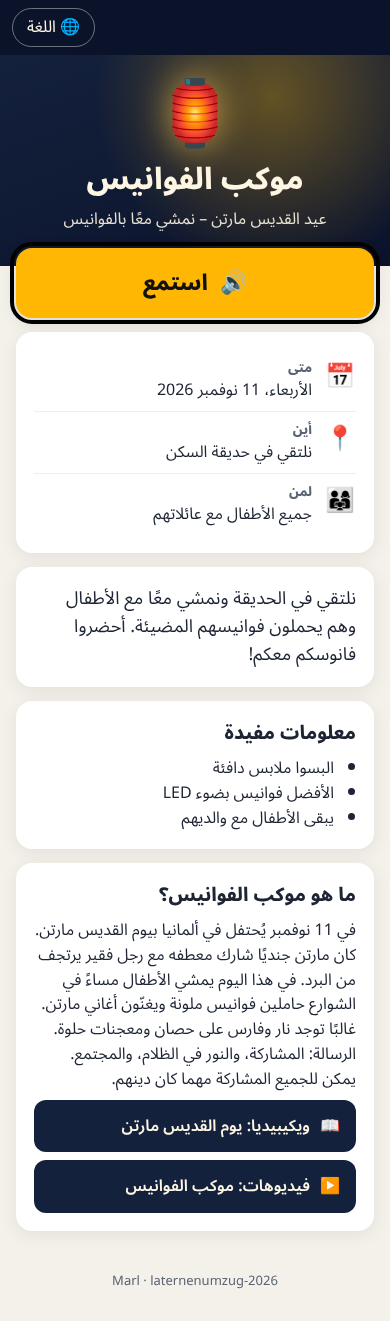 🌐 اللغة
موكب الفوانيس
عيد القديس مارتن – نمشي معًا بالفوانيس
🔊 استمع
متى
الأربعاء، 11 نوفمبر 2026
أين
نلتقي في حديقة السكن
لمن
جميع الأطفال مع عائلاتهم
نلتقي في الحديقة ونمشي معًا مع الأطفال
وهم يحملون فوانيسهم المضيئة. أحضروا
فانوسكم معكم!
معلومات مفيدة
• البسوا ملابس دافئة
• الأفضل فوانيس بضوء LED
• يبقى الأطفال مع والديهم
ما هو موكب الفوانيس؟
في 11 نوفمبر يُحتفل في ألمانيا بيوم القديس مارتن.
كان مارتن جنديًا شارك معطفه مع رجل فقير يرتجف
من البرد. في هذا اليوم يمشي الأطفال مساءً في
الشوارع حاملين فوانيس ملونة ويغنّون أغاني مارتن.
غالبًا توجد نار وفارس على حصان ومعجنات حلوة.
الرسالة: المشاركة، والنور في الظلام، والمجتمع.
يمكن للجميع المشاركة مهما كان دينهم.
📖 ويكيبيديا: يوم القديس مارتن
▶️ فيديوهات: موكب الفوانيس
Marl · laternenumzug-2026